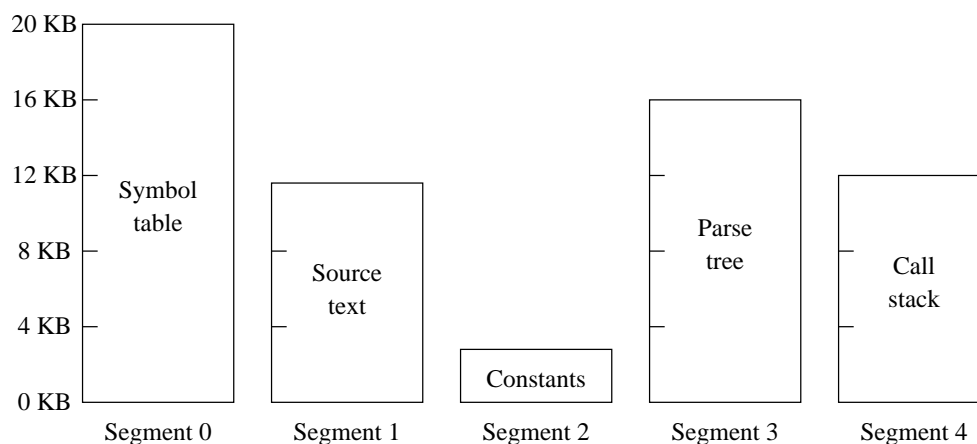 20 KB
16 KB
12 KB
8 KB
4 KB
0 KB
Symbol
table
Source
text
Constants
Parse
tree
Call
stack
Segment 0
Segment 1
Segment 2
Segment 3
Segment 4